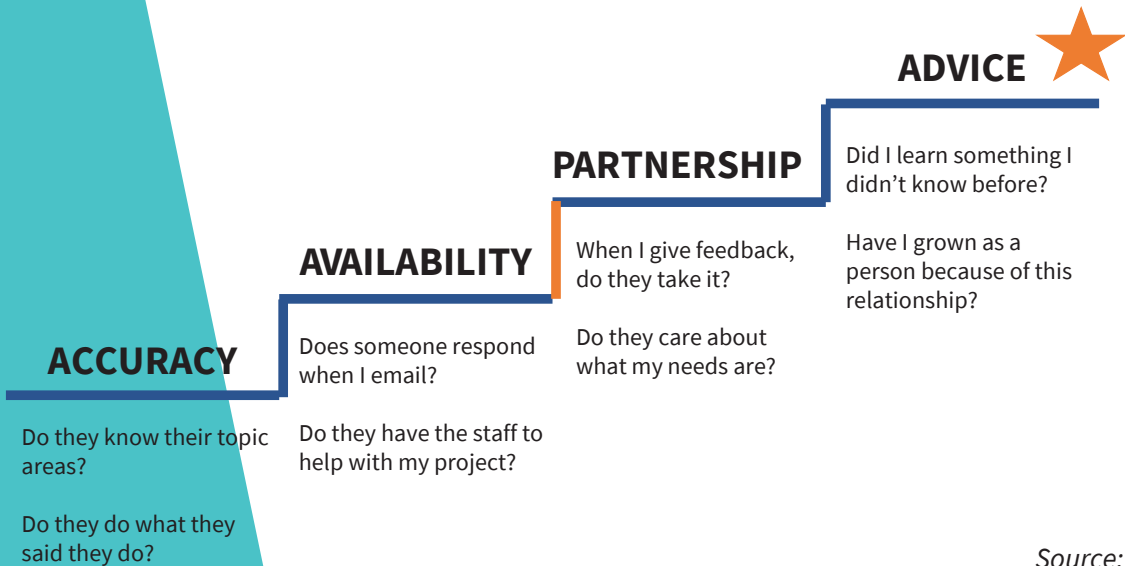 ADVICE
Did I learn something I
didn’t know before?
Have I grown as a
person because of this
relationship?
PARTNERSHIP
When I give feedback,
do they take it?
Do they care about
what my needs are?
AVAILABILITY
Does someone respond
when I email?
Do they have the staff to
help with my project?
ACCURACY
Do they know their topic
areas?
Do they do what they
said they do?
Source: